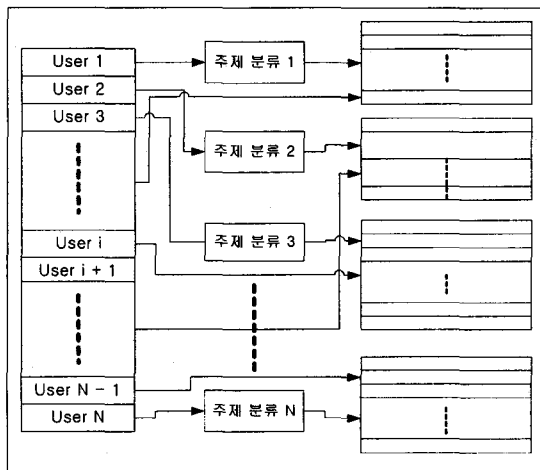 User 1
User 2
User 3
User i
User i + 1
User N - 1
User N
주제 분류 1
주제 분류 2
주제 분류 3
주제 분류 N